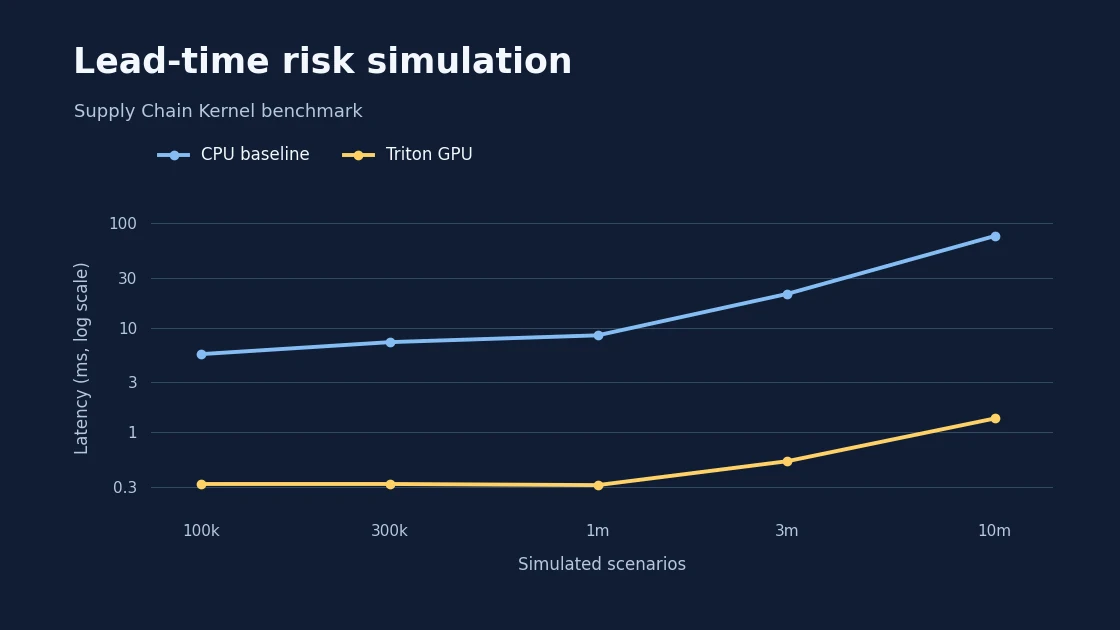 Lead-time risk simulation
Supply Chain Kernel benchmark
CPU baseline
Triton GPU
Latency (ms, log scale)
100
30
10
3
1
0.3
100k
300k
1m
3m
10m
Simulated scenarios